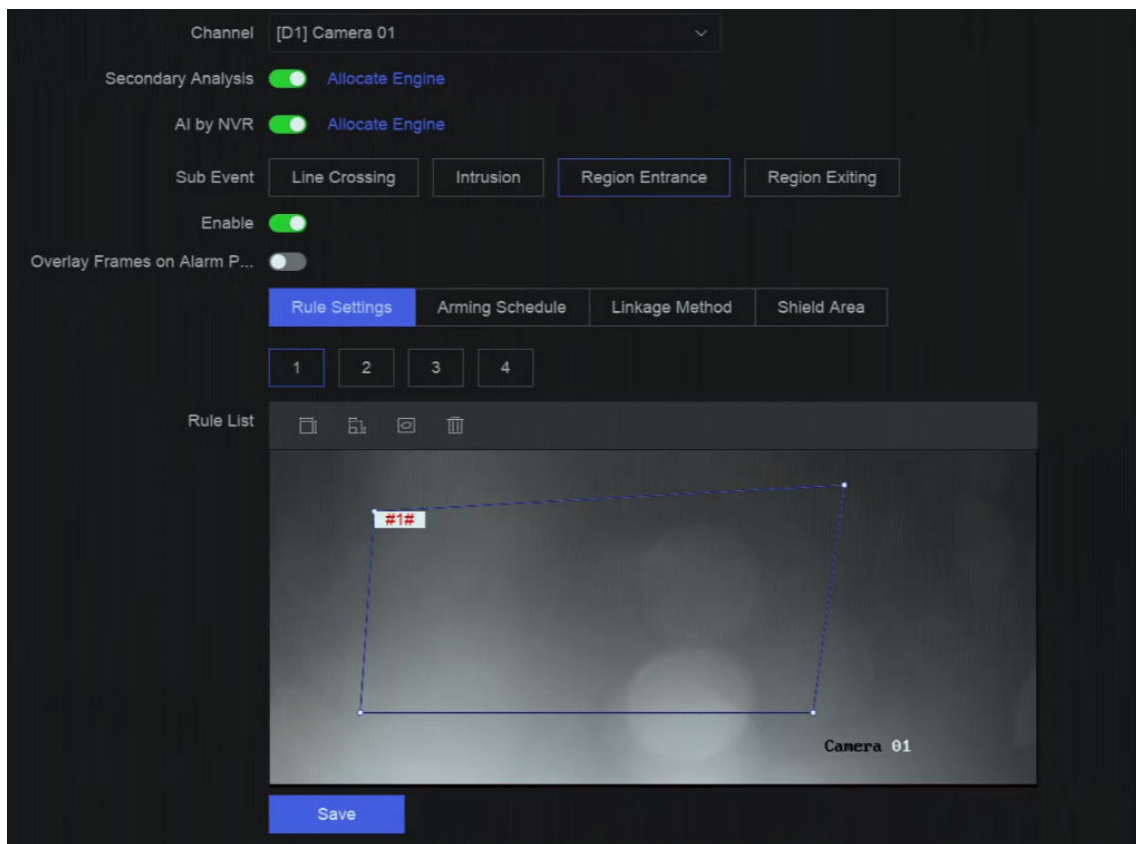 Channel [D1] Camera 01
Secondary Analysis Allocate Engine
AI by NVR Allocate Engine
Sub Event Line Crossing Intrusion Region Entrance Region Exiting
Enable
Overlay Frames on Alarm P...
Rule Settings Arming Schedule Linkage Method Shield Area
1 2 3 4
Rule List
#1#
Camera 01
Save